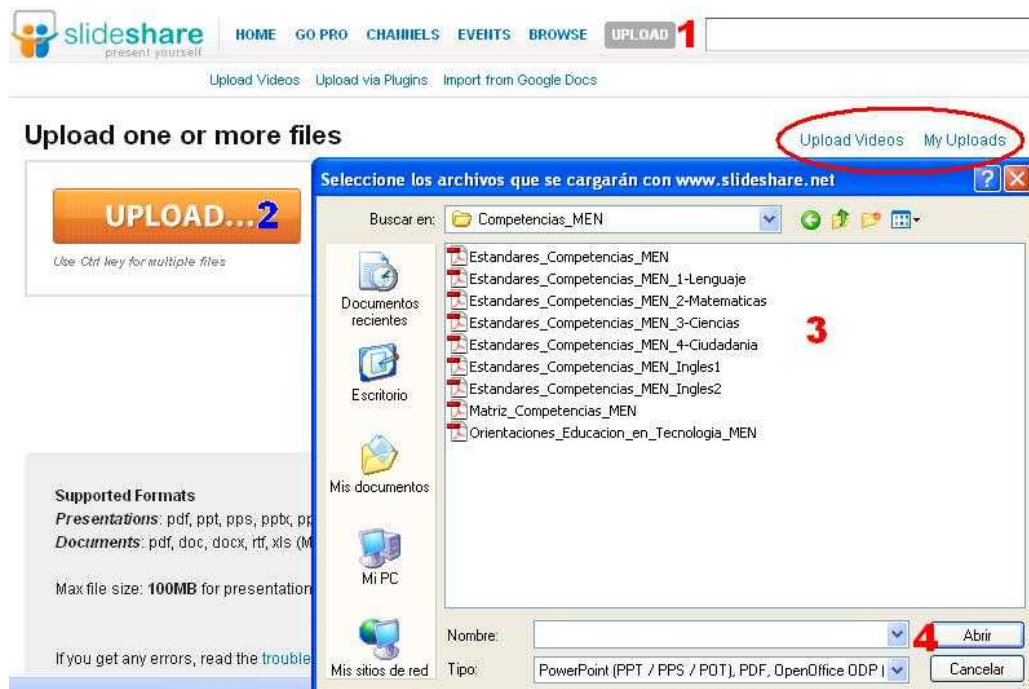 slideshare
present yourself
HOME GO PRO CHANNELS EVENTS BROWSE UPLOAD 1
Upload Videos Upload via Plugins Import from Google Docs
Upload one or more files
Upload Videos My Uploads
UPLOAD...2
Use Ctrl key for multiple files
Seleccione los archivos que se cargarán con www.slideshare.net
Buscar en: Competencias_MEN
Documentos recientes
Escritorio
Mis documentos
Mi PC
Mis sitios de red
Estandares_Competencias_MEN
Estandares_Competencias_MEN_1-Lenguaje
Estandares_Competencias_MEN_2-Matematicas
Estandares_Competencias_MEN_3-Ciencias
Estandares_Competencias_MEN_4-Ciudadania
Estandares_Competencias_MEN_Ingles1
Estandares_Competencias_MEN_Ingles2
Matriz_Competencias_MEN
Orientaciones_Educacion_en_Tecnologia_MEN
3
Nombre: 4 Abrir
Tipo: PowerPoint (PPT / PPS / POT), PDF, OpenOffice ODP Cancelar
Supported Formats
Presentations: pdf, ppt, pps, pptx,
Documents: pdf, doc, docx, rtf, xls
Max file size: 100MB for presentation
If you get any errors, read the trouble